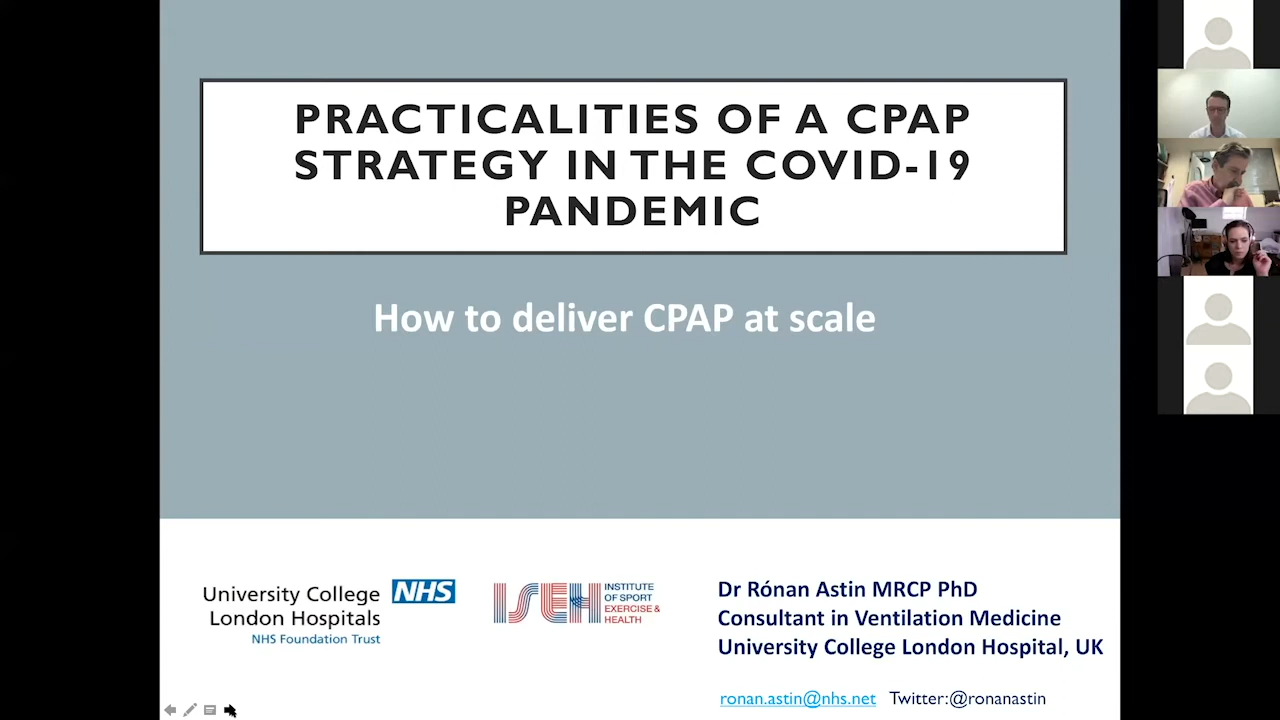 PRACTICALITIES OF A CPAP
STRATEGY IN THE COVID-19
PANDEMIC
How to deliver CPAP at scale
University College
London Hospitals
NHS
NHS Foundation Trust
ISEH
INSTITUTE
OF SPORT
EXERCISE &
HEALTH
Dr Rónan Astin MRCP PhD
Consultant in Ventilation Medicine
University College London Hospital, UK
ronan.astin@nhs.net Twitter:@ronanastin